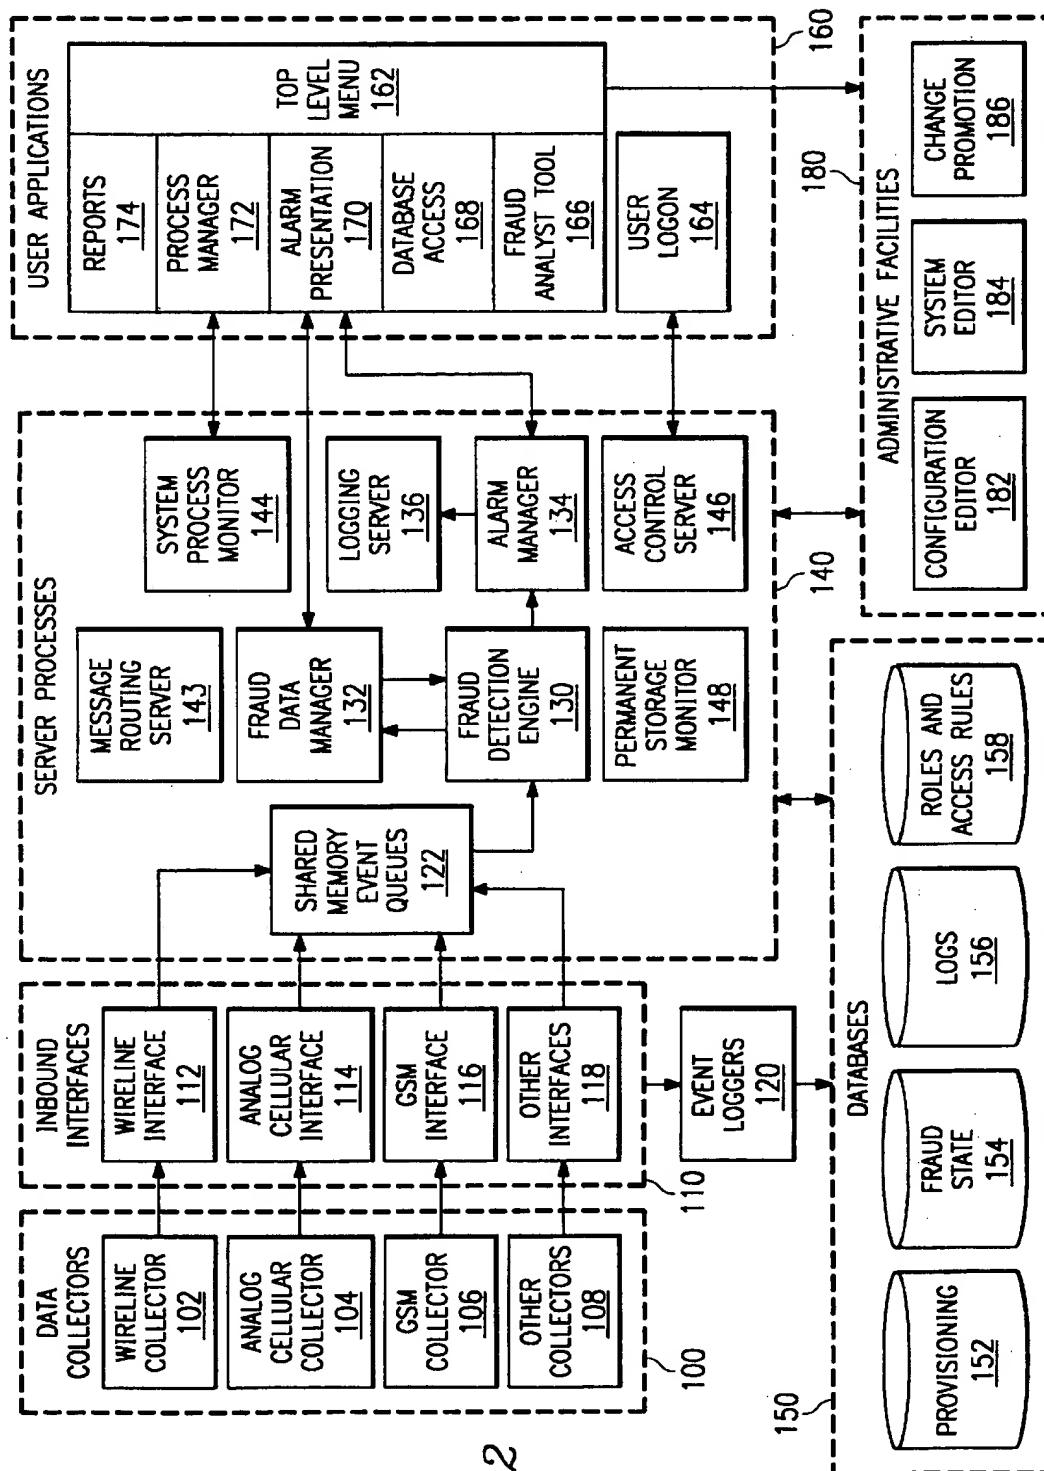 DATA
COLLECTORS
WIRELINE
COLLECTOR
102
ANALOG
CELLULAR
COLLECTOR
104
GSM
COLLECTOR
106
OTHER
COLLECTORS
108
100
INBOUND
INTERFACES
WIRELINE
INTERFACE
112
ANALOG
CELLULAR
INTERFACE
114
GSM
INTERFACE
116
OTHER
INTERFACES
118
110
EVENT
LOGGERS
120
SERVER PROCESSES
SHARED
MEMORY
EVENT
QUEUES
122
MESSAGE
ROUTING
SERVER
143
FRAUD
DATA
MANAGER
132
FRAUD
DETECTION
ENGINE
130
PERMANENT
STORAGE
MONITOR
148
SYSTEM
PROCESS
MONITOR
144
LOGGING
SERVER
136
ALARM
MANAGER
134
ACCESS
CONTROL
SERVER
146
140
USER APPLICATIONS
REPORTS
174
PROCESS
MANAGER
172
ALARM
PRESENTATION
170
DATABASE
ACCESS
168
FRAUD
ANALYST TOOL
166
TOP
LEVEL
MENU
162
USER
LOGON
164
160
150
DATABASES
PROVISIONING
152
FRAUD
STATE
154
LOGS
156
ROLES AND
ACCESS RULES
158
180
ADMINISTRATIVE FACILITIES
CONFIGURATION
EDITOR
182
SYSTEM
EDITOR
184
CHANGE
PROMOTION
186
2